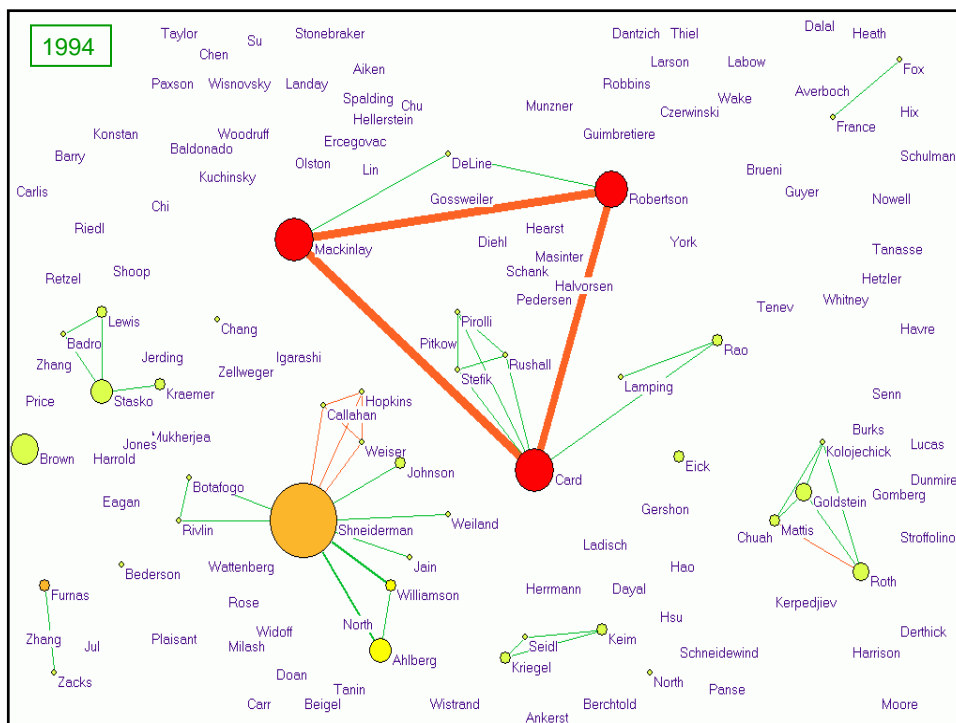 1994
Taylor
Su
Stonebraker
Dantzich
Thiel
Dalal
Heath
Chen
Aiken
Larson
Labow
Fox
Paxson
Wisnovsky
Landay
Robbins
Averboch
Spalding
Chu
Munzner
Wake
Hellerstein
Czerwinski
France
Hix
Konstan
Woodruff
Ercegovac
Guimbretiere
Barry
Baldonado
Olston
Lin
DeLine
Brueni
Schulman
Kuchinsky
Carlis
Gossweiler
Robertson
Guyer
Nowell
Chi
Riedl
Mackinlay
Diehl
Hearst
York
Masinter
Tanasse
Retzel
Shoop
Schank
Halvorsen
Hetzler
Pedersen
Tenev
Whitney
Lewis
Chang
Pirolli
Havre
Badro
Pitkow
Zhang
Jerding
Igarashi
Rushall
Rao
Zellweger
Stefik
Lamping
Kraemer
Senn
Price
Stasko
Hopkins
Callahan
Burks
Mukherjea
Jones
Lucas
Brown
Harrold
Weiser
Kolojechick
Johnson
Eick
Card
Dunmire
Botafogo
Goldstein
Gomberg
Eagan
Gershon
Rivlin
Shneiderman
Weiland
Chuah
Mattis
Stroffolino
Ladisch
Bederson
Wattenberg
Jain
Hao
Roth
Furnas
Williamson
Herrmann
Dayal
Rose
Kerpedjiev
North
Hsu
Zhang
Jul
Plaisant
Widoff
Milash
Seidl
Keim
Derthick
Ahlberg
Kriegel
Schneidewind
Harrison
Zacks
Doan
Tanin
North
Panse
Carr
Beigel
Wistrand
Ankerst
Berchtold
Moore